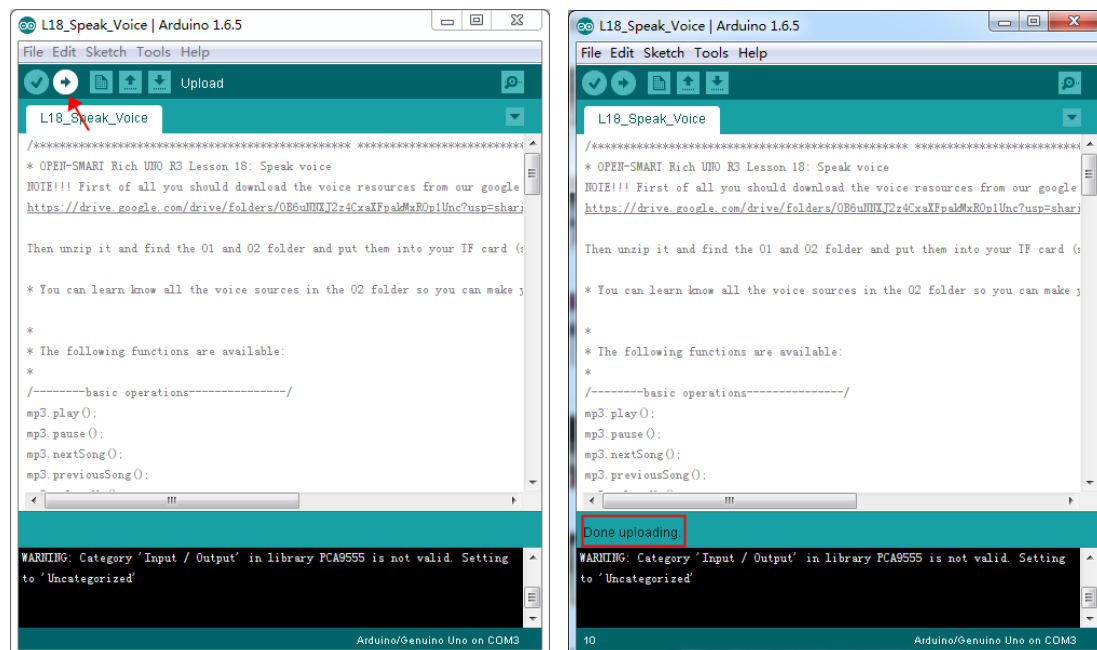 L18_Speak_Voice | Arduino 1.6.5
File Edit Sketch Tools Help
Upload
L18_Speak_Voice
/************************************************* *************************
* OPEN-SMART Rich UNO R3 Lesson 18: Speak voice
NOTE!!! First of all you should download the voice resources from our google
Then unzip it and find the 01 and 02 folder and put them into your TF card (
* You can learn know all the voice sources in the 02 folder so you can make
*
* The following functions are available:
*
/--------basic operations---------------/
mp3.play();
mp3.pause();
mp3.nextSong();
mp3.previousSong();
WARNING: Category 'Input / Output' in library PCA9555 is not valid. Setting
to 'Uncategorized'
Arduino/Genuino Uno on COM3
L18_Speak_Voice | Arduino 1.6.5
File Edit Sketch Tools Help
L18_Speak_Voice
/************************************************* *************************
* OPEN-SMART Rich UNO R3 Lesson 18: Speak voice
NOTE!!! First of all you should download the voice resources from our google
Then unzip it and find the 01 and 02 folder and put them into your TF card (
* You can learn know all the voice sources in the 02 folder so you can make
*
* The following functions are available:
*
/--------basic operations---------------/
mp3.play();
mp3.pause();
mp3.nextSong();
mp3.previousSong();
Done uploading.
WARNING: Category 'Input / Output' in library PCA9555 is not valid. Setting
to 'Uncategorized'
10
Arduino/Genuino Uno on COM3